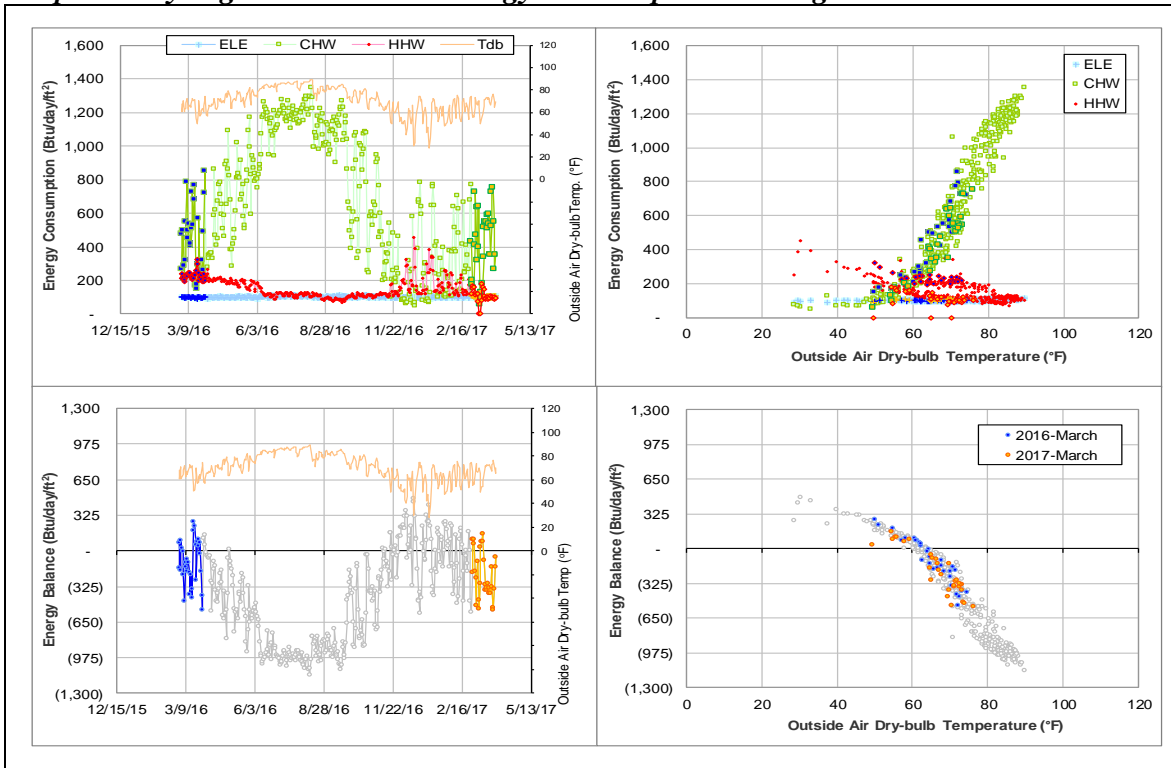 ELE CHW HHW Tdb
Energy Consumption (Btu/day/ft²)
1,600
1,400
1,200
1,000
800
600
400
200
-
120
100
80
60
40
20
0
Outside Air Dry-bulb Temp. (°F)
12/15/15 3/9/16 6/3/16 8/28/16 11/22/16 2/16/17 5/13/17
ELE
CHW
HHW
Energy Consumption (Btu/day/ft²)
1,600
1,400
1,200
1,000
800
600
400
200
-
0 20 40 60 80 100 120
Outside Air Dry-bulb Temperature (°F)
Energy Balance (Btu/day/ft²)
1,300
975
650
325
-
(325)
(650)
(975)
(1,300)
120
100
80
60
40
20
0
Outside Air Dry-bulb Temp (°F)
12/15/15 3/9/16 6/3/16 8/28/16 11/22/16 2/16/17 5/13/17
2016-March
2017-March
Energy Balance (Btu/day/ft²)
1,300
975
650
325
-
(325)
(650)
(975)
(1,300)
0 20 40 60 80 100 120
Outside Air Dry-bulb Temperature (°F)